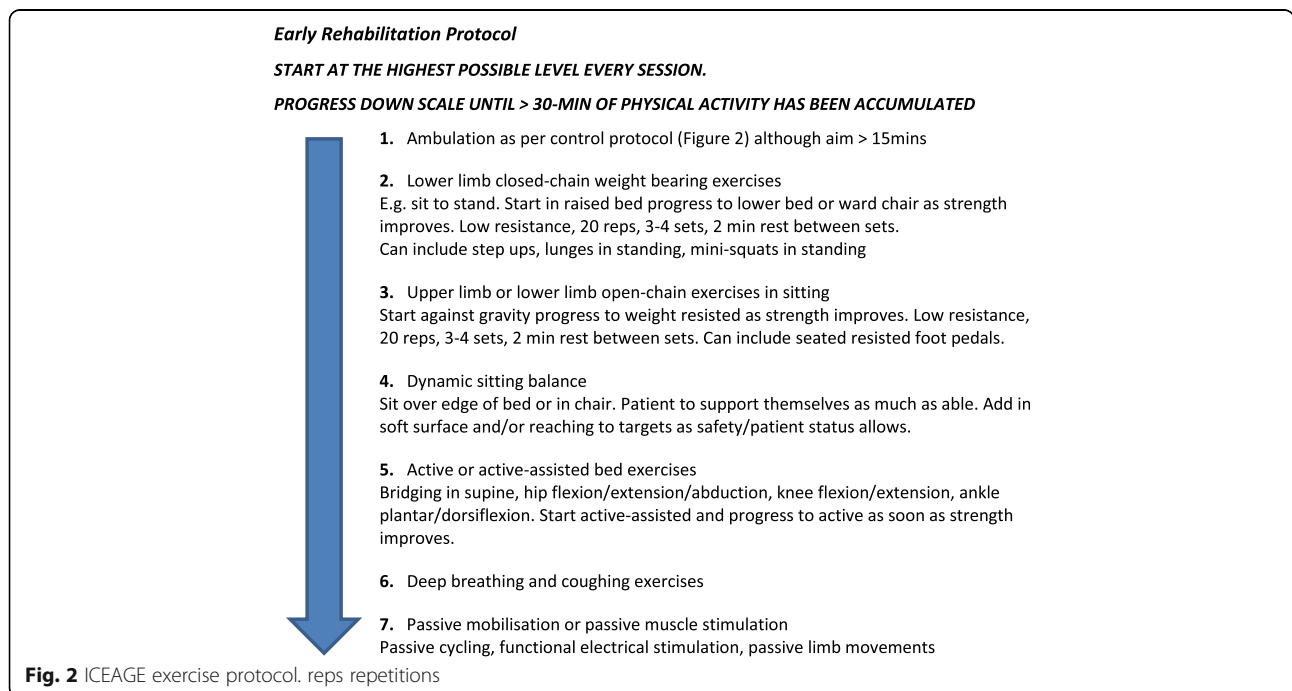 Early Rehabilitation Protocol
START AT THE HIGHEST POSSIBLE LEVEL EVERY SESSION.
PROGRESS DOWN SCALE UNTIL > 30-MIN OF PHYSICAL ACTIVITY HAS BEEN ACCUMULATED
1. Ambulation as per control protocol (Figure 2) although aim > 15mins
2. Lower limb closed-chain weight bearing exercises
E.g. sit to stand. Start in raised bed progress to lower bed or ward chair as strength
improves. Low resistance, 20 reps, 3-4 sets, 2 min rest between sets.
Can include step ups, lunges in standing, mini-squats in standing
3. Upper limb or lower limb open-chain exercises in sitting
Start against gravity progress to weight resisted as strength improves. Low resistance,
20 reps, 3-4 sets, 2 min rest between sets. Can include seated resisted foot pedals.
4. Dynamic sitting balance
Sit over edge of bed or in chair. Patient to support themselves as much as able. Add in
soft surface and/or reaching to targets as safety/patient status allows.
5. Active or active-assisted bed exercises
Bridging in supine, hip flexion/extension/abduction, knee flexion/extension, ankle
plantar/dorsiflexion. Start active-assisted and progress to active as soon as strength
improves.
6. Deep breathing and coughing exercises
7. Passive mobilisation or passive muscle stimulation
Passive cycling, functional electrical stimulation, passive limb movements
Fig. 2 ICEAGE exercise protocol. reps repetitions